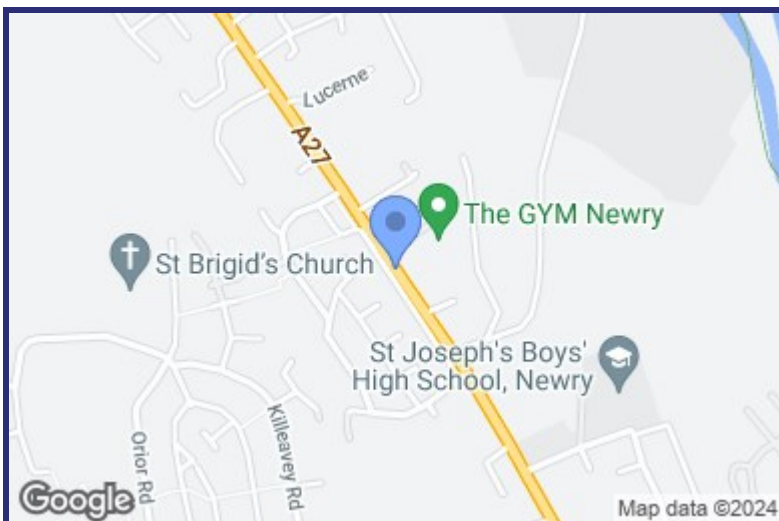 Lucerne
A27
The GYM Newry
St Brigid's Church
St Joseph's Boys'
High School, Newry
Killeavey Rd
Orior Rd
Google
Map data ©2024